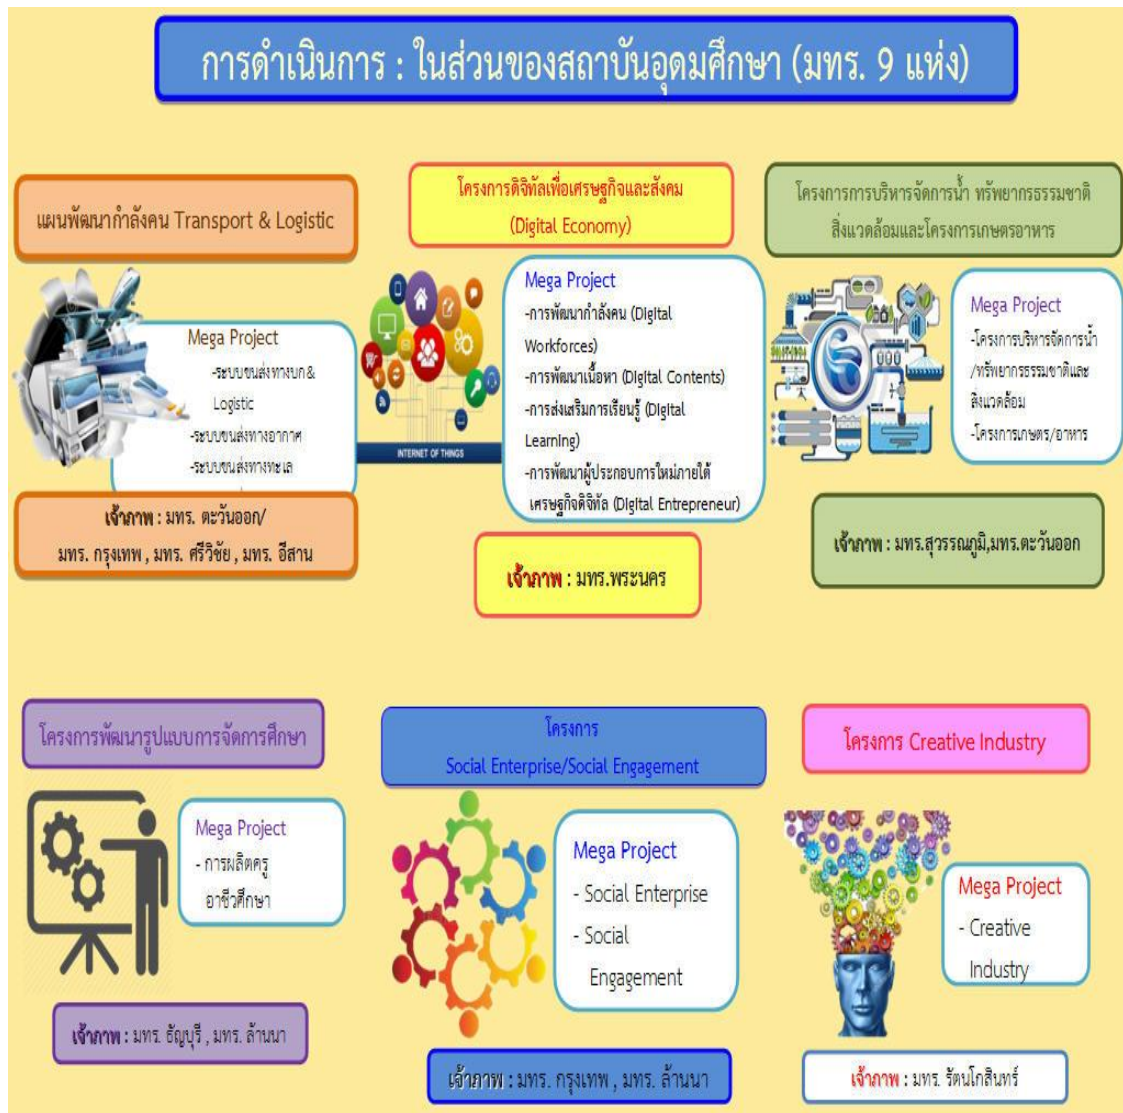 การดำเนินการ : ในส่วนของสถาบันอุดมศึกษา (มทร. 9 แห่ง)
แผนพัฒนากำลังคน Transport & Logistic
Mega Project
-ระบบขนส่งทางบก&
Logistic
-ระบบขนส่งทางอากาศ
-ระบบขนส่งทางทะเล
เจ้าภาพ : มทร. ตะวันออก/
มทร. กรุงเทพ , มทร. ศรีวิชัย , มทร. อีสาน
โครงการดิจิทัลเพื่อเศรษฐกิจและสังคม
(Digital Economy)
INTERNET OF THINGS
Mega Project
-การพัฒนากำลังคน (Digital
Workforces)
-การพัฒนาเนื้อหา (Digital Contents)
-การส่งเสริมการเรียนรู้ (Digital
Learning)
-การพัฒนาผู้ประกอบการใหม่ภายใต้
เศรษฐกิจดิจิทัล (Digital Entrepreneur)
เจ้าภาพ : มทร.พระนคร
โครงการการบริหารจัดการน้ำ ทรัพยากรธรรมชาติ
สิ่งแวดล้อมและโครงการเกษตรอาหาร
Mega Project
-โครงการบริหารจัดการน้ำ
/ทรัพยากรธรรมชาติและ
สิ่งแวดล้อม
-โครงการเกษตร/อาหาร
เจ้าภาพ : มทร.สุวรรณภูมิ,มทร.ตะวันออก
โครงการพัฒนารูปแบบการจัดการศึกษา
Mega Project
- การผลิตครู
อาชีวศึกษา
เจ้าภาพ : มทร. ธัญบุรี , มทร. ล้านนา
โครงการ
Social Enterprise/Social Engagement
Mega Project
- Social Enterprise
- Social
Engagement
เจ้าภาพ : มทร. กรุงเทพ , มทร. ล้านนา
โครงการ Creative Industry
Mega Project
- Creative
Industry
เจ้าภาพ : มทร. รัตนโกสินทร์